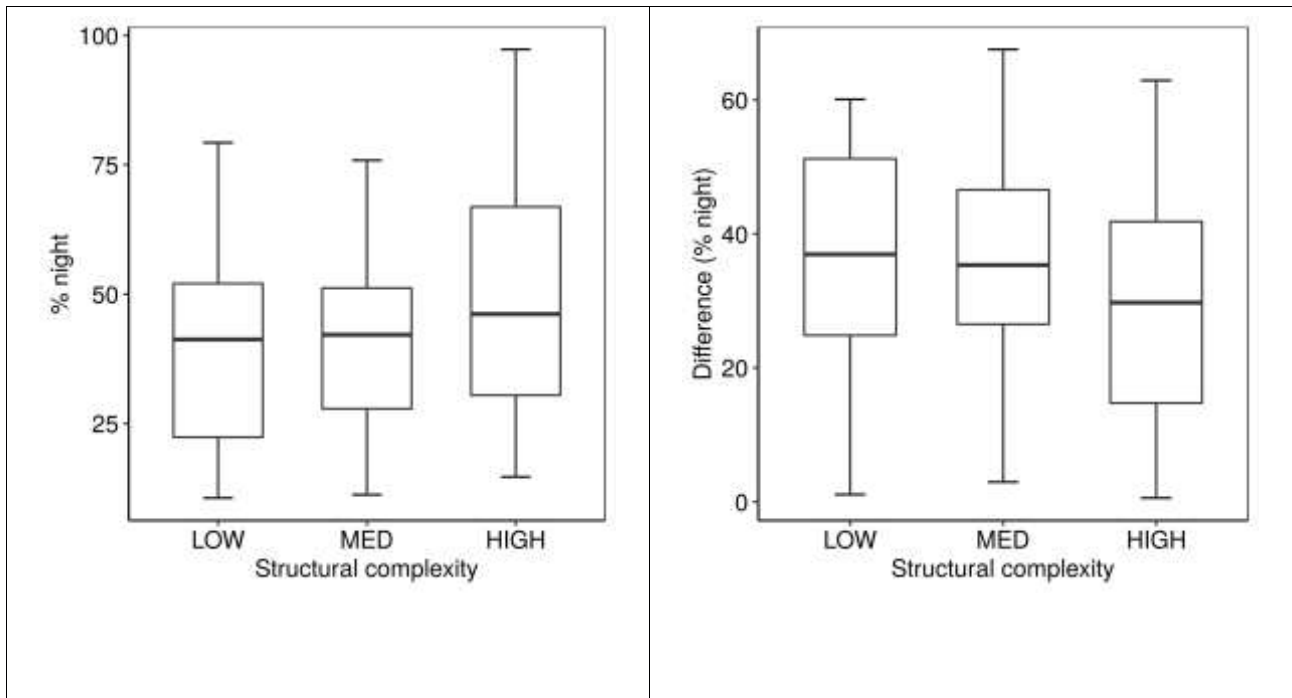 100
75
50
25
% night
LOW MED HIGH
Structural complexity
60
40
20
0
Difference (% night)
LOW MED HIGH
Structural complexity